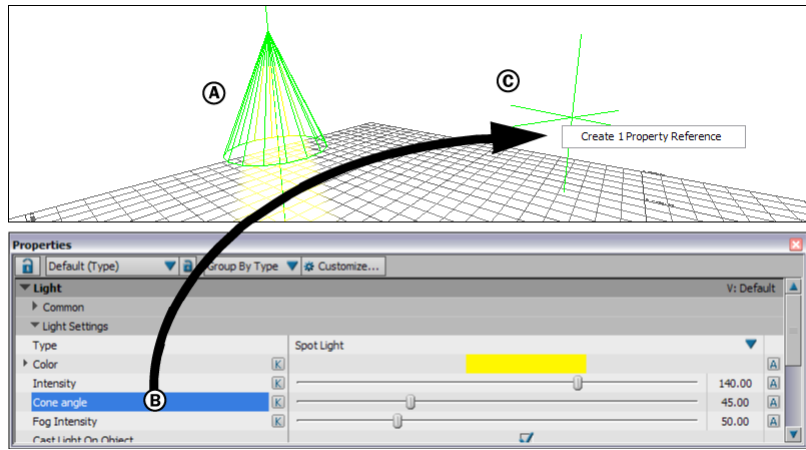 A
C
Create 1 Property Reference
Properties
Default (Type)
Group By Type
Customize...
Light
V: Default
Common
Light Settings
Type
Spot Light
Color
K
A
Intensity
K
140.00
A
Cone angle
B
K
45.00
A
Fog Intensity
K
50.00
A
Cast Light On Object